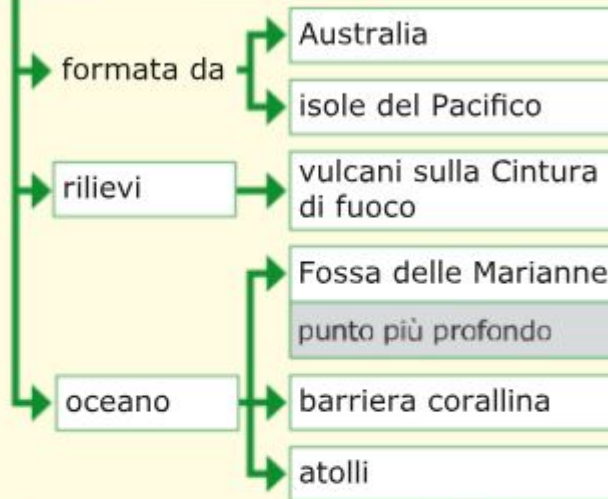 formata da
Australia
isole del Pacifico
rilievi
vulcani sulla Cintura
di fuoco
oceano
Fossa delle Marianne
punto più profondo
barriera corallina
atolli